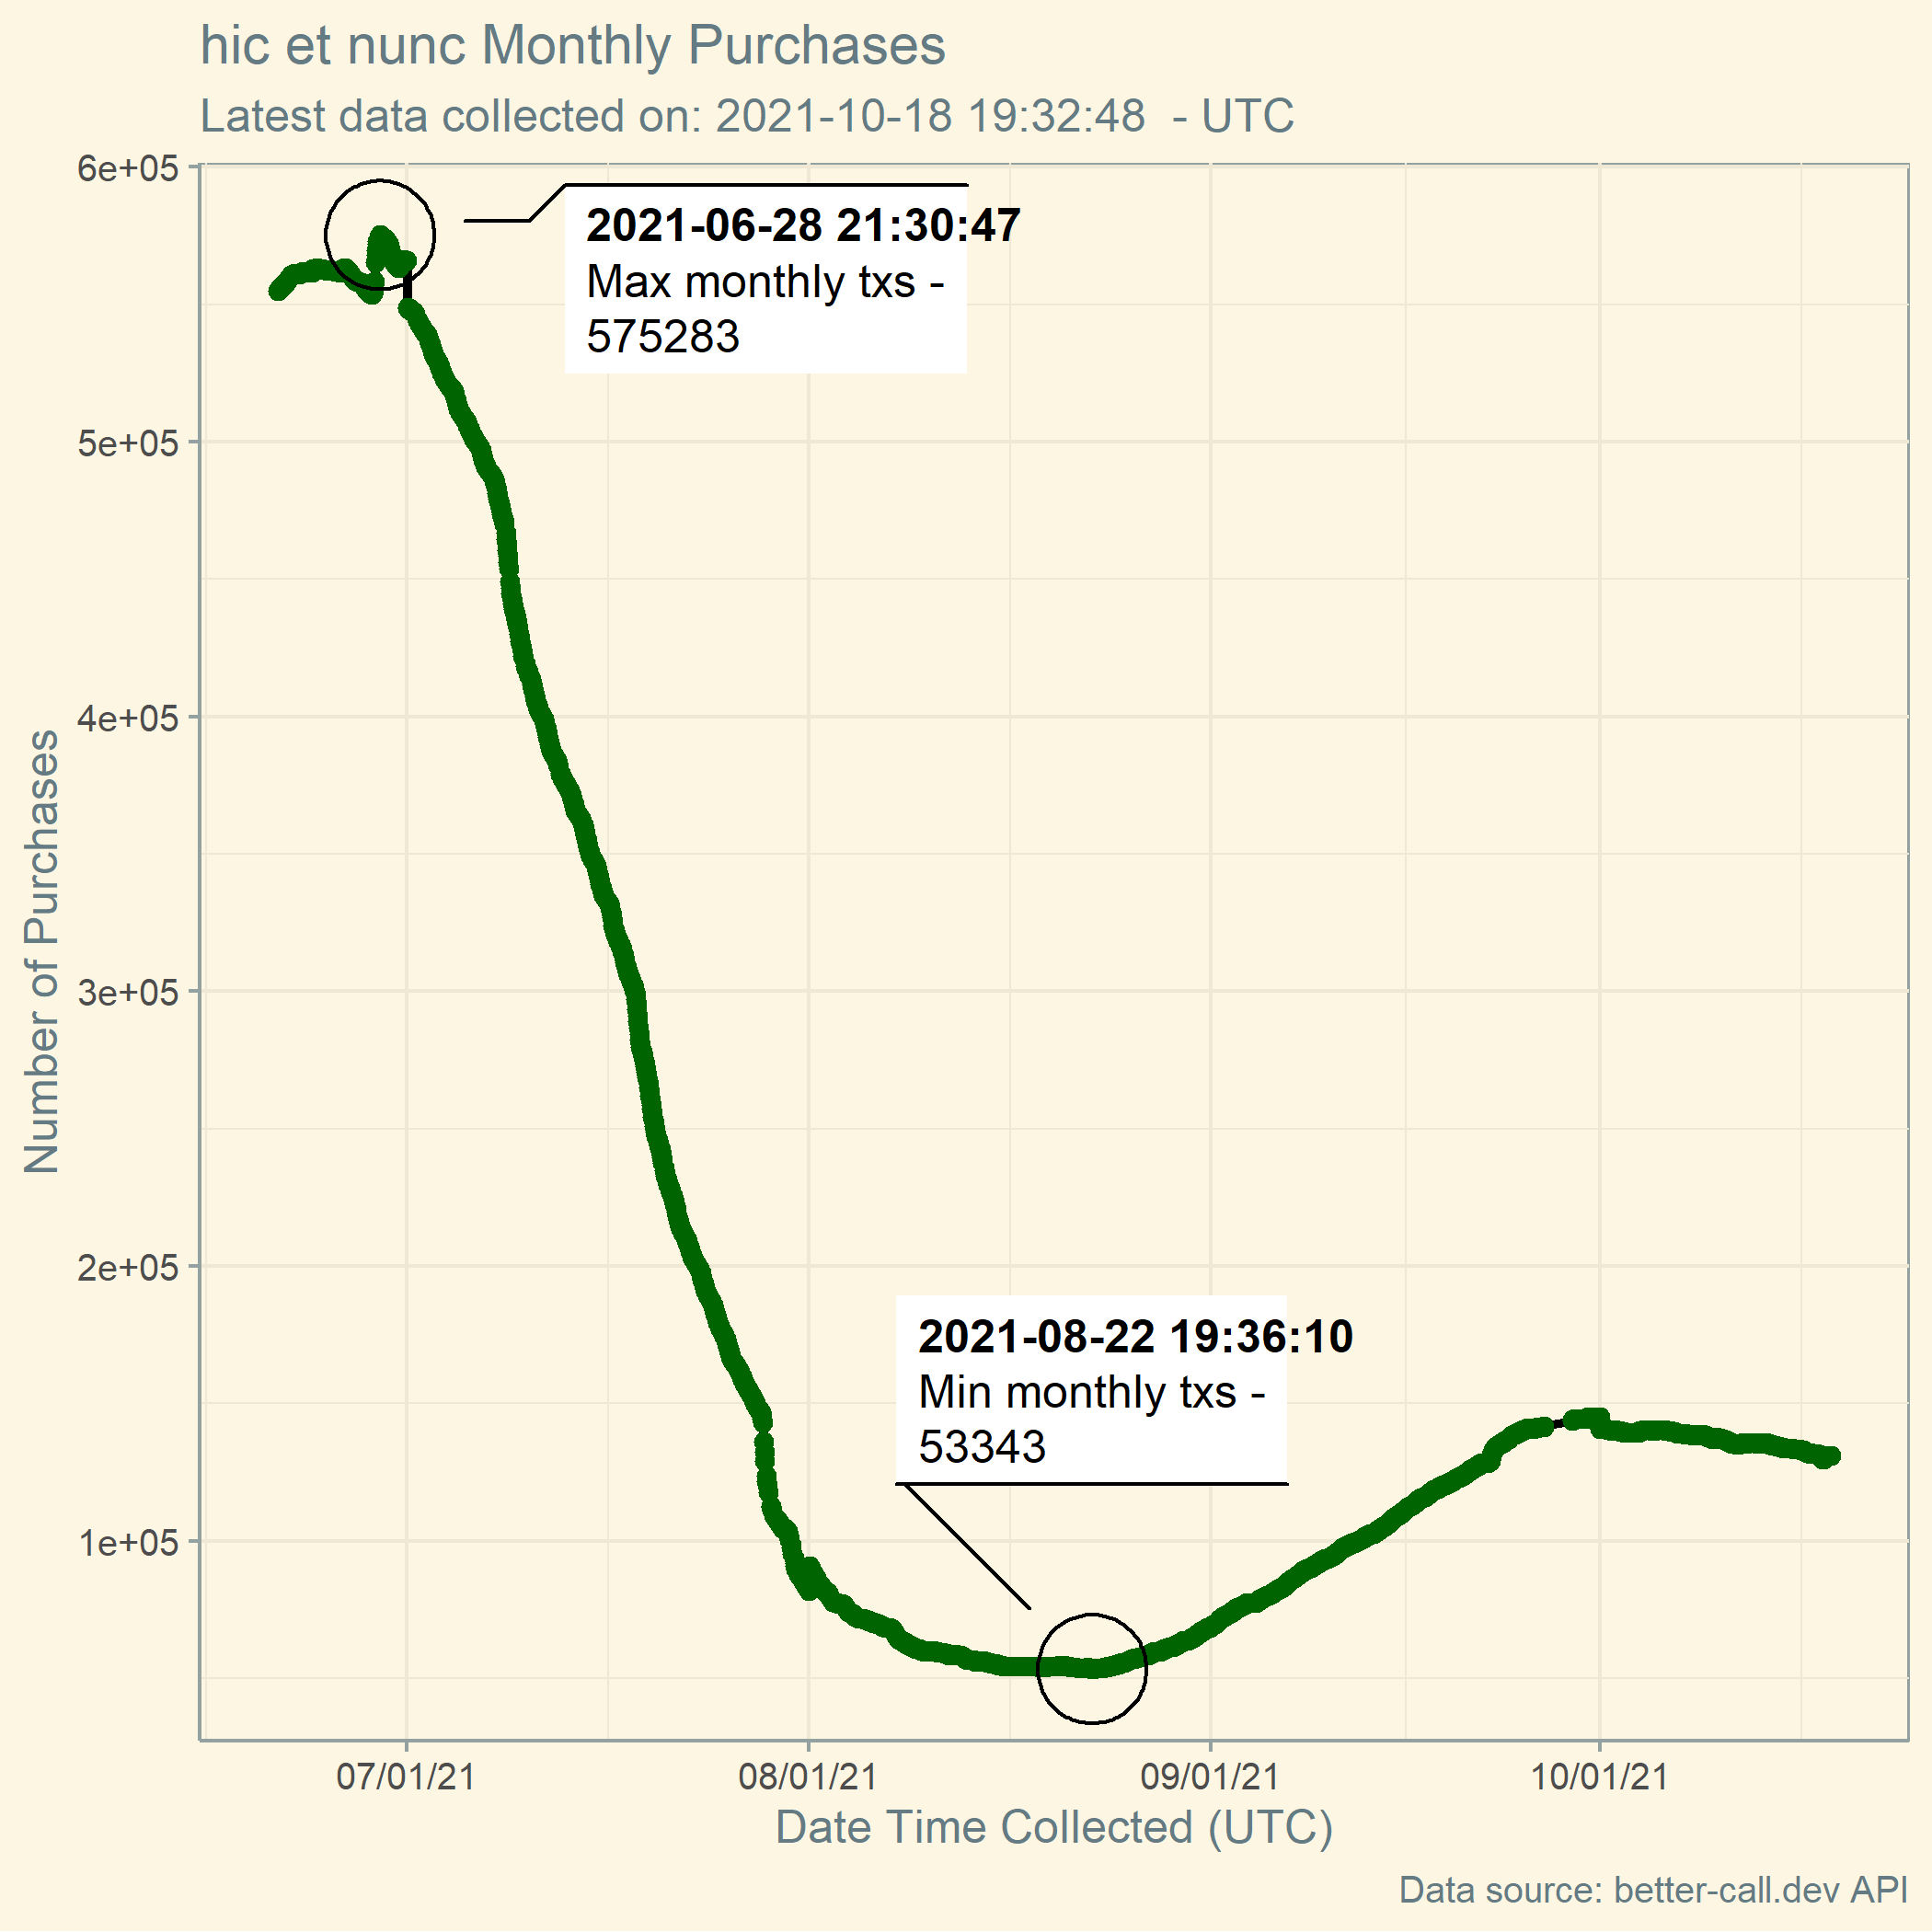 hic et nunc Monthly Purchases
Latest data collected on: 2021-10-18 19:32:48  - UTC
6e+05
5e+05
4e+05
3e+05
2e+05
1e+05
Number of Purchases
2021-06-28 21:30:47
Max monthly txs -
575283
2021-08-22 19:36:10
Min monthly txs -
53343
07/01/21
08/01/21
09/01/21
10/01/21
Date Time Collected (UTC)
Data source: better-call.dev API